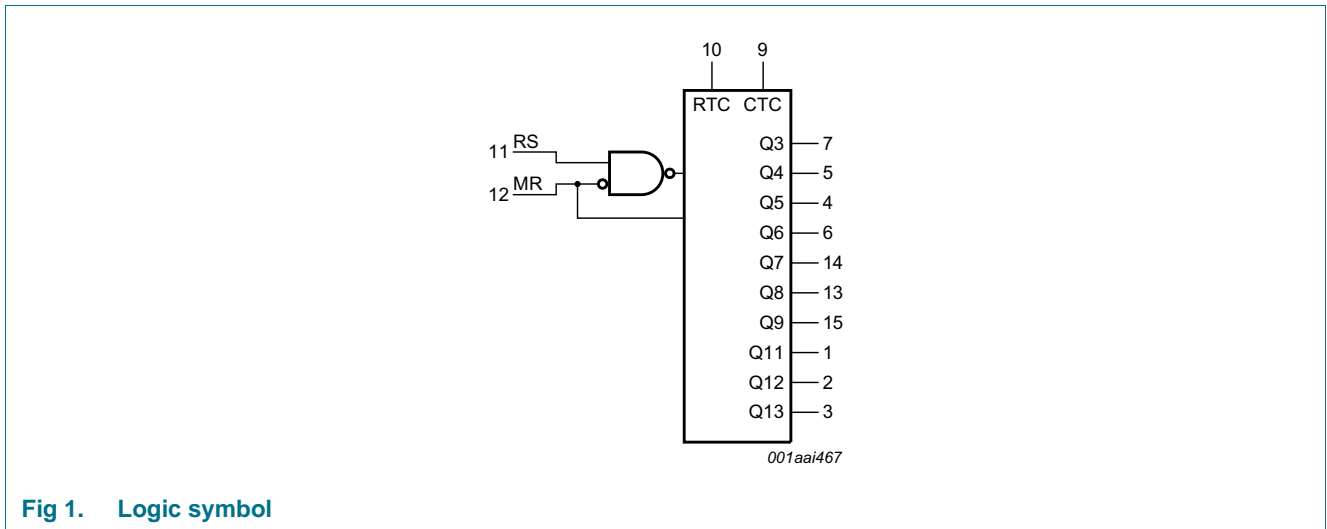 10 9
RTC CTC
11 RS
12 MR
Q3 7
Q4 5
Q5 4
Q6 6
Q7 14
Q8 13
Q9 15
Q11 1
Q12 2
Q13 3
001aai467
Fig 1. Logic symbol